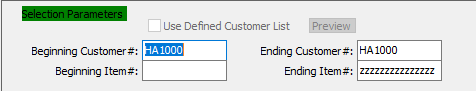 Selection Parameters
Use Defined Customer List Preview
Beginning Customer#: HA1000 Ending Customer#: HA1000
Beginning Item#: Ending Item#: zzzzzzzzzzzzzzz